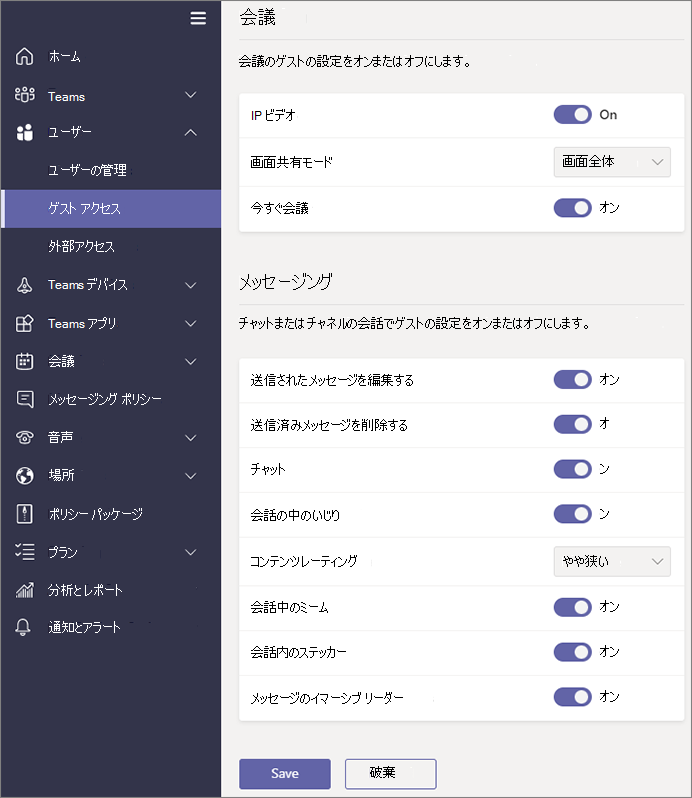 ホーム
Teams
ユーザー
ユーザーの管理
ゲスト アクセス
外部アクセス
Teams デバイス
Teams アプリ
会議
メッセージング ポリシー
音声
場所
ポリシー パッケージ
プラン
分析とレポート
通知とアラート
会議
会議のゲストの設定をオンまたはオフにします。
IP ビデオ On
画面共有モード 画面全体
今すぐ会議 オン
メッセージング
チャットまたはチャネルの会話でゲストの設定をオンまたはオフにします。
送信されたメッセージを編集する オン
送信済みメッセージを削除する オ
チャット ン
会話の中のいじり ン
コンテンツレーティング やや狭い
会話中のミーム オン
会話内のステッカー オン
メッセージのイマーシブ リーダー オン
Save 破棄